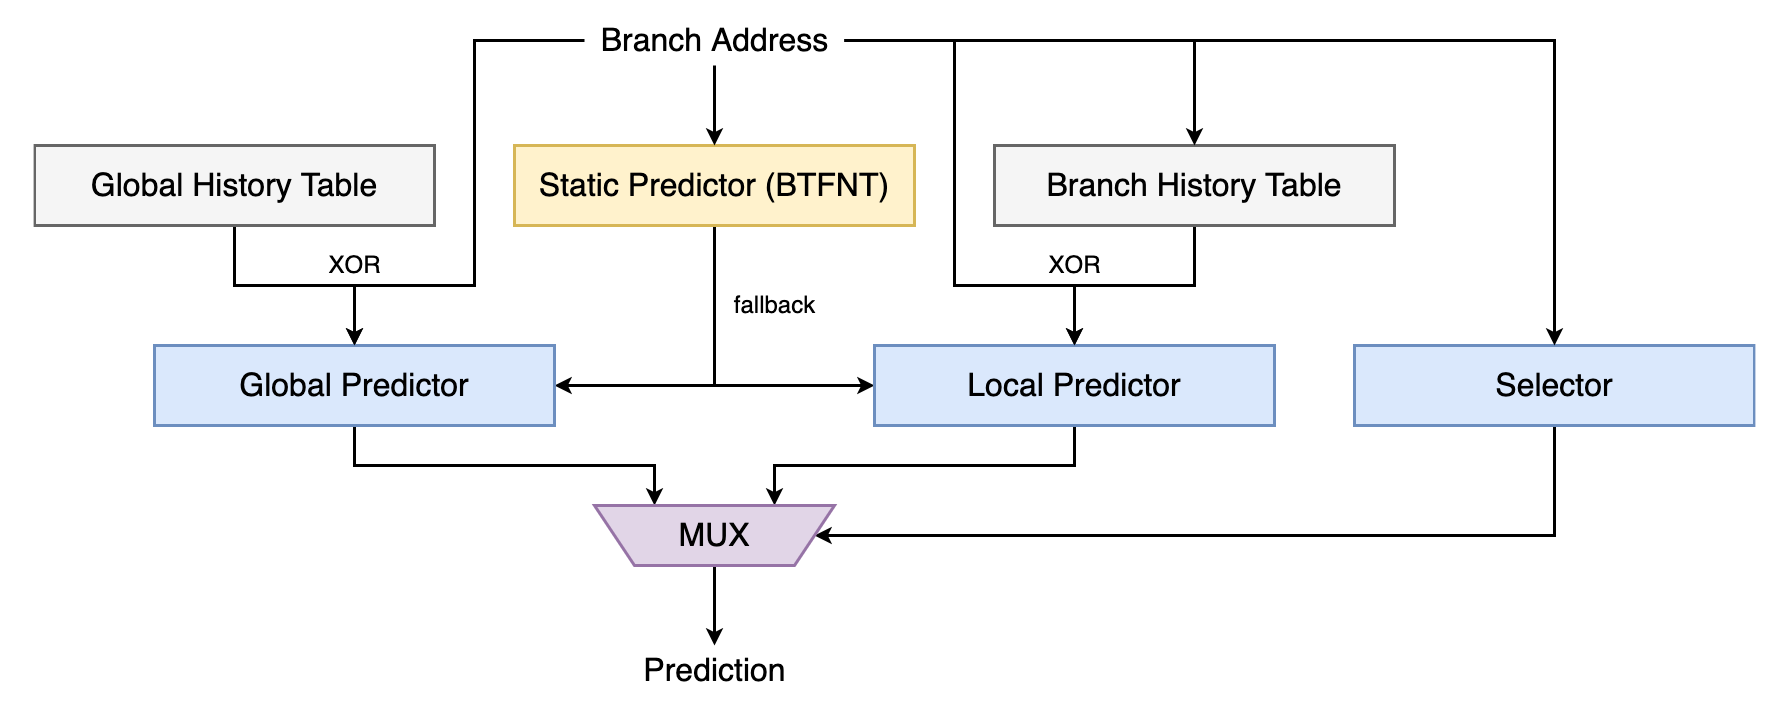 Branch Address
Global History Table
Static Predictor (BTFNT)
Branch History Table
XOR
XOR
fallback
Global Predictor
Local Predictor
Selector
MUX
Prediction